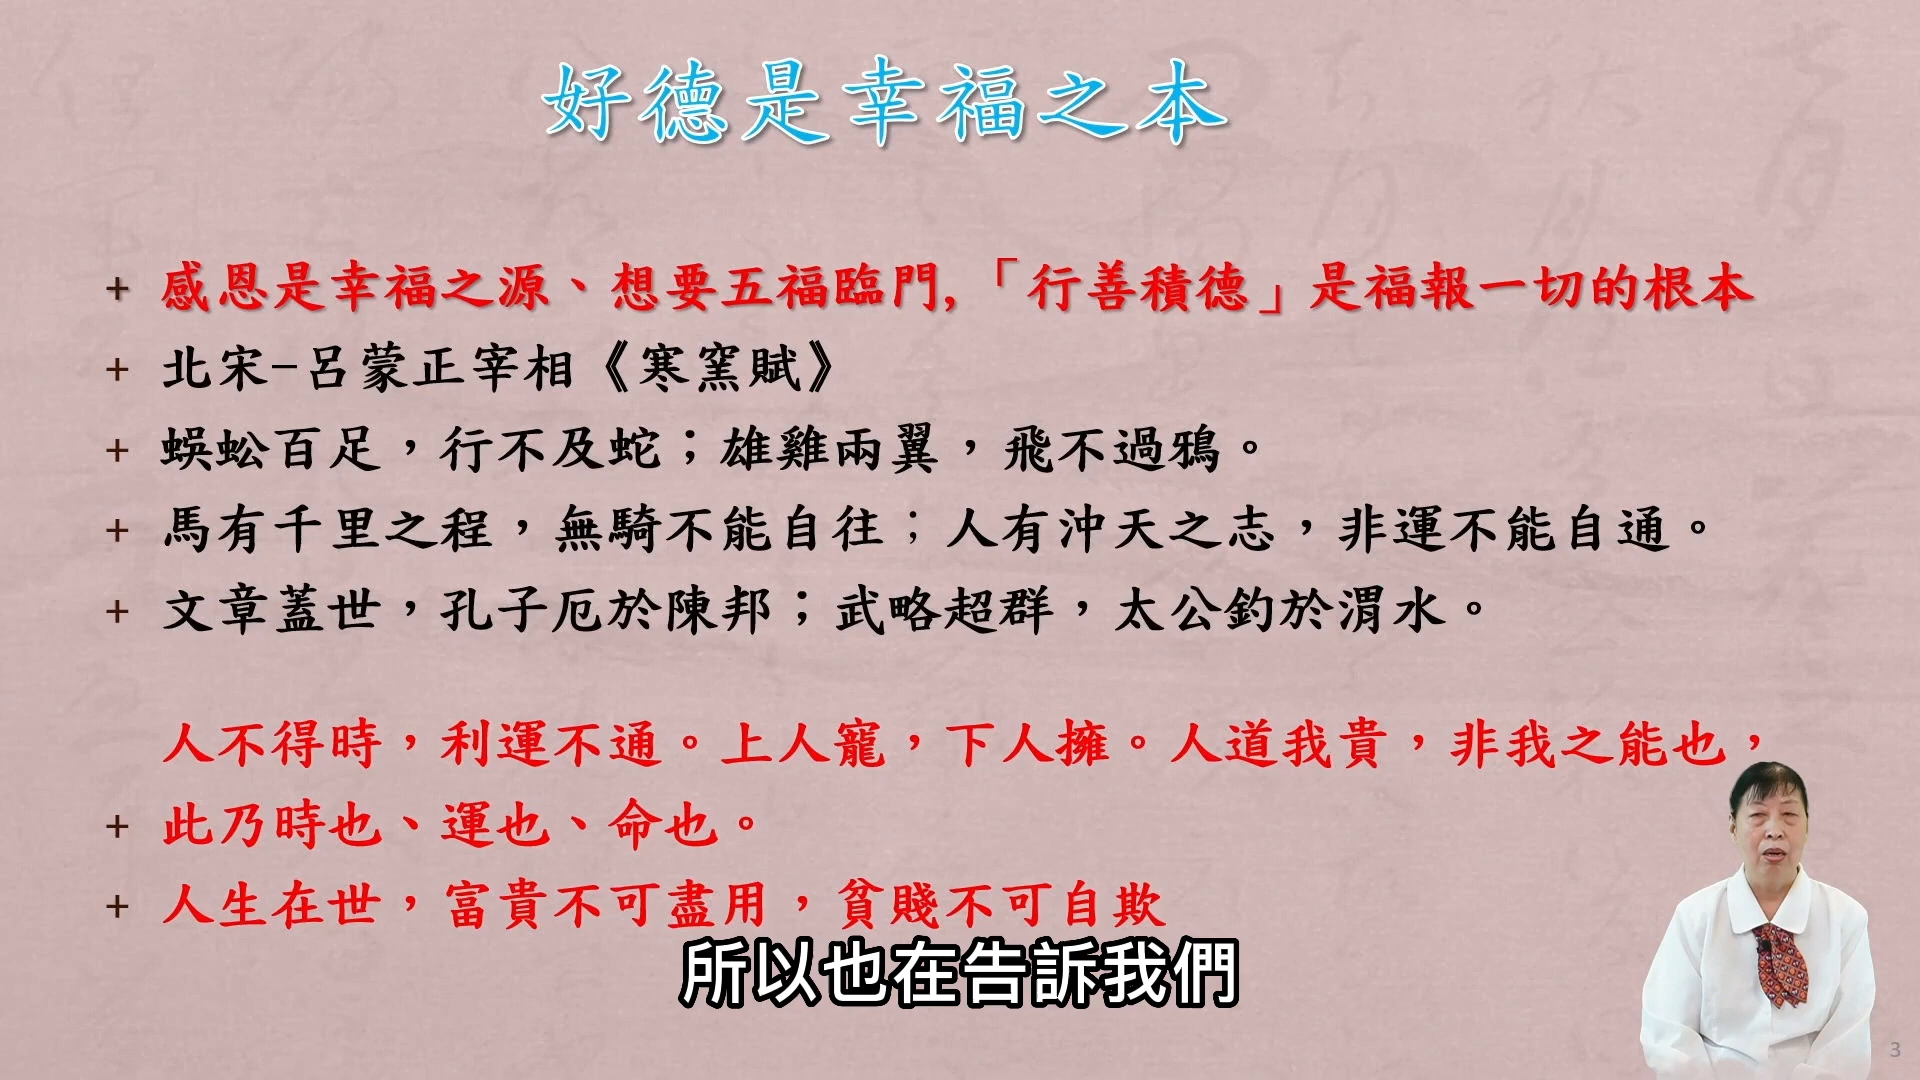 好德是幸福之本
+ 感恩是幸福之源、想要五福臨門,「行善積德」是福報一切的根本
+ 北宋-呂蒙正宰相《寒窯賦》
+ 蜈蚣百足，行不及蛇；雄雞兩翼，飛不過鴉。
+ 馬有千里之程，無騎不能自往；人有沖天之志，非運不能自通。
+ 文章蓋世，孔子厄於陳邦；武略超群，太公釣於渭水。
人不得時，利運不通。上人寵，下人擁。人道我貴，非我之能也，
+ 此乃時也、運也、命也。
+ 人生在世，富貴不可盡用，貧賤不可自欺
所以也在告訴我們
3